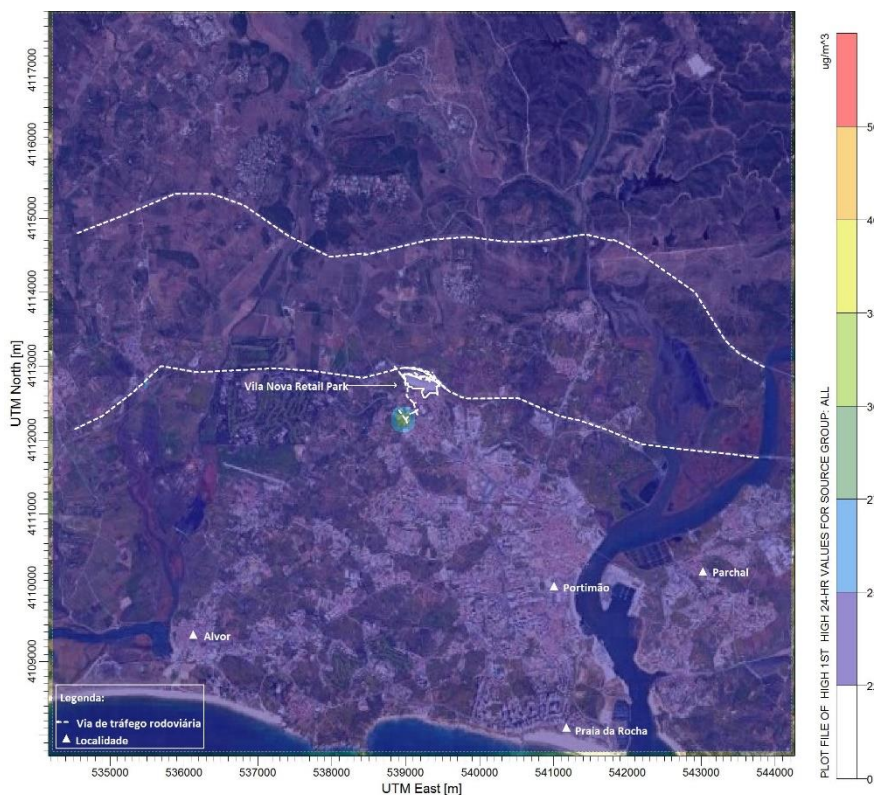 ug/m^3
PLOT FILE OF HIGH 1ST HIGH 24-HR VALUES FOR SOURCE GROUP: ALL
UTM North [m]
4117000
4116000
4115000
4114000
4113000
4112000
4111000
4110000
4109000
Vila Nova Retail Park
Portimão
Parchal
Alvor
Praia da Rocha
Legenda:
Via de tráfego rodoviária
Localidade
535000 536000 537000 538000 539000 540000 541000 542000 543000 544000
UTM East [m]
0